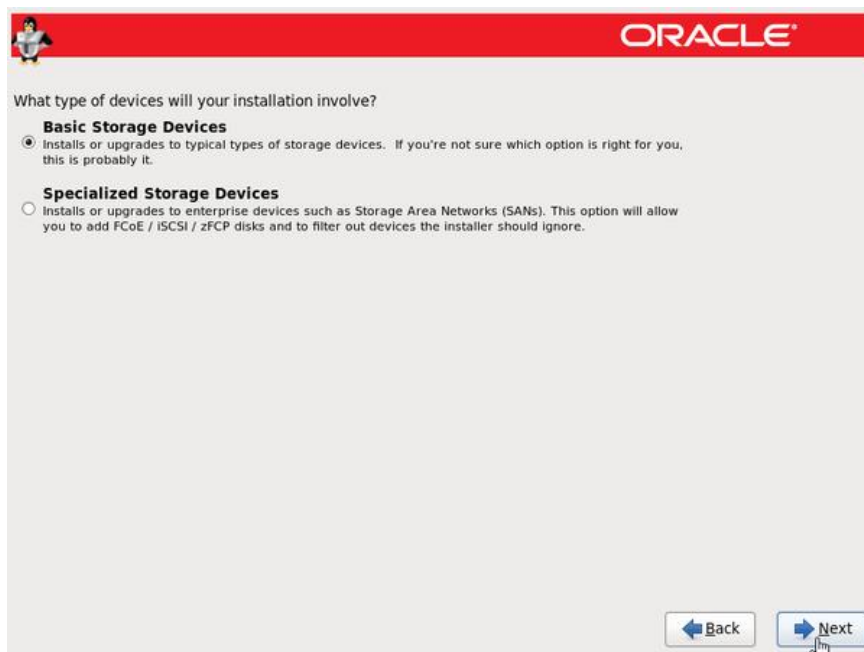 ORACLE®
What type of devices will your installation involve?
Basic Storage Devices
Installs or upgrades to typical types of storage devices. If you're not sure which option is right for you,
this is probably it.
Specialized Storage Devices
Installs or upgrades to enterprise devices such as Storage Area Networks (SANs). This option will allow
you to add FCoE / iSCSI / zFCP disks and to filter out devices the installer should ignore.
Back
Next